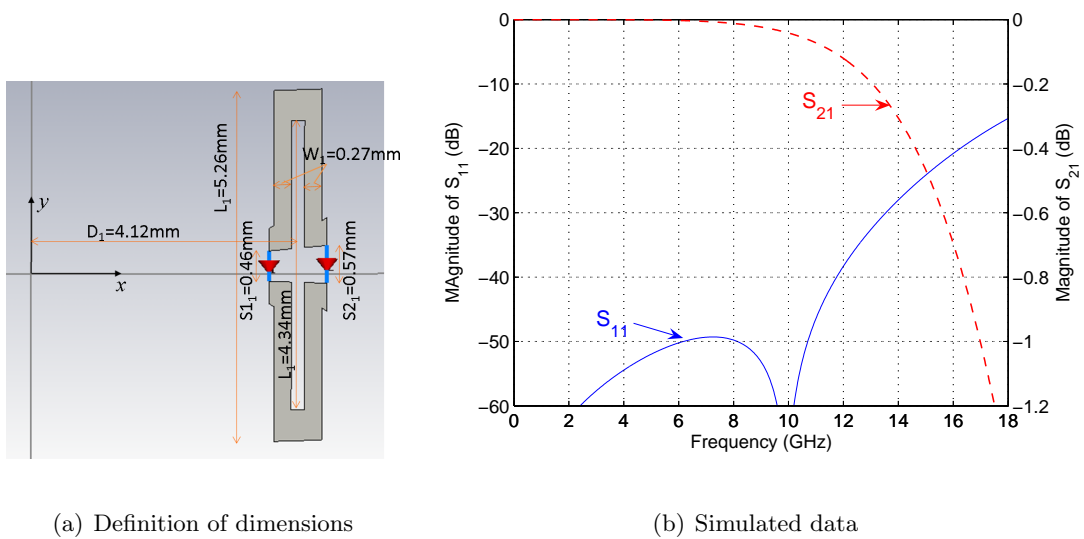 L1=5.26mm
W1=0.27mm
y
D1=4.12mm
x
S11=0.46mm
S21=0.57mm
L1=4.34mm
(a) Definition of dimensions
0
−10
−20
−30
−40
−50
−60
MAgnitude of S11 (dB)
0
−0.2
−0.4
−0.6
−0.8
−1
−1.2
Magnitude of S21 (dB)
S21
S11
0 2 4 6 8 10 12 14 16 18
Frequency (GHz)
(b) Simulated data